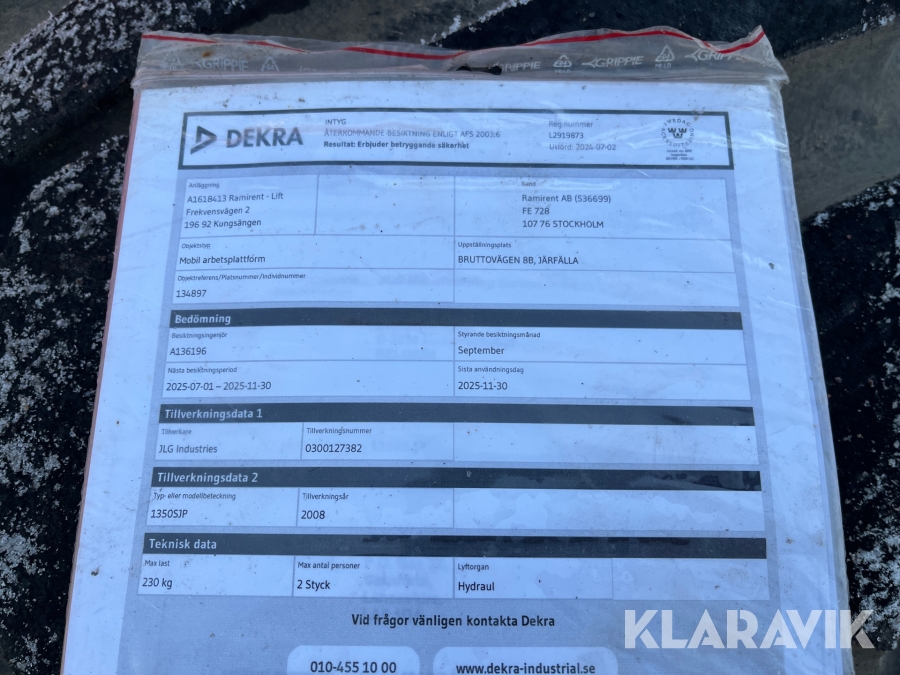 GRIPPIE GRIPPIE GRIPPIE
DEKRA
INTYG
ÅTERKOMMANDE BESIKTNING ENLIGT AFS 2003:6
Resultat: Erbjuder betryggande säkerhet
Reg.nummer
L2919873
Utförd: 2024-07-02
Anläggning
A1618413 Ramirent - Lift
Frekvensvägen 2
196 92 Kungsängen
Kund
Ramirent AB (536699)
FE 728
107 76 STOCKHOLM
Objektstyp
Mobil arbetsplattform
Uppställningsplats
BRUTTOVÄGEN 8B, JÄRFÄLLA
Objektreferens/Platsnummer/Individnummer
134897
Bedömning
Besiktningsingenjör
A136196
Styrande besiktningsmånad
September
Nästa besiktningsperiod
2025-07-01 – 2025-11-30
Sista användningsdag
2025-11-30
Tillverkningsdata 1
Tillverkare
JLG Industries
Tillverkningsnummer
0300127382
Tillverkningsdata 2
Typ- eller modellbeteckning
1350SJP
Tillverkningsår
2008
Teknisk data
Max last
230 kg
Max antal personer
2 Styck
Lyftorgan
Hydraul
Vid frågor vänligen kontakta Dekra
010-455 10 00
www.dekra-industrial.se
KLARAVIK